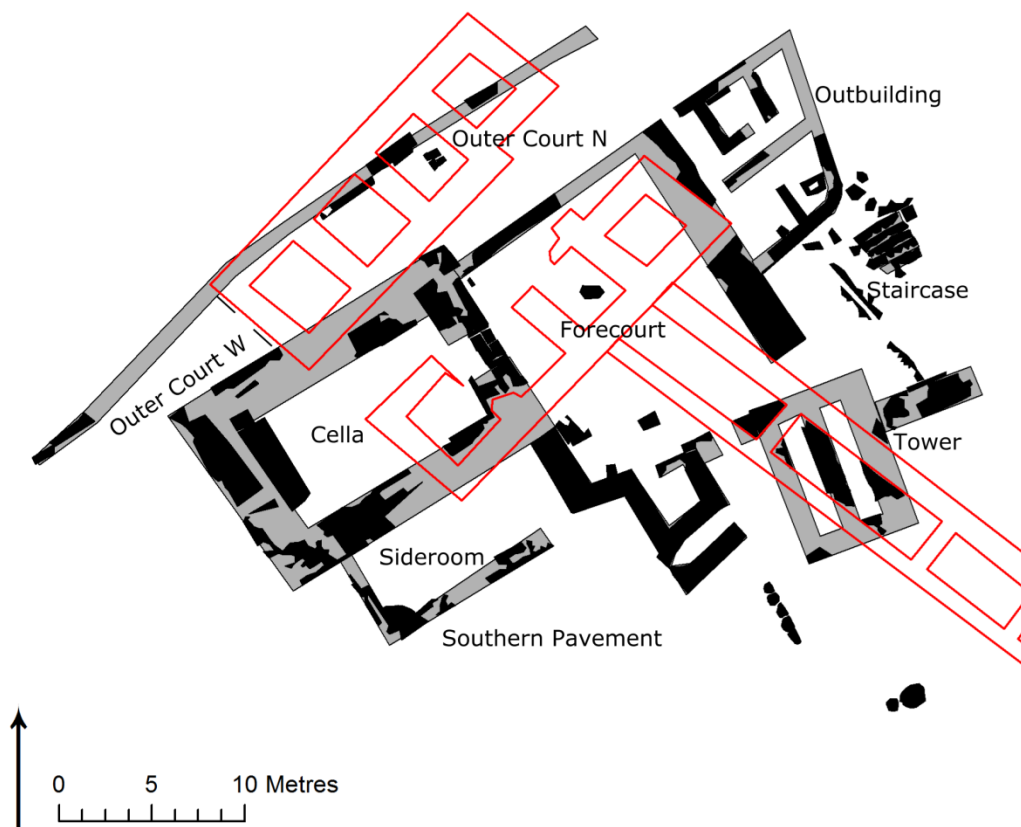 Outbuilding
Outer Court N
Staircase
Forecourt
Outer Court W
Cella
Tower
Sideroom
Southern Pavement
0 5 10 Metres